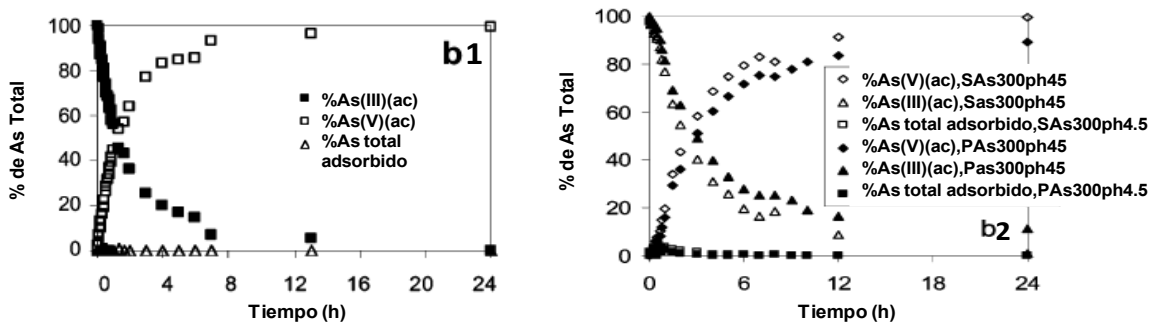 100
80
60
40
20
0
% de As Total
b1
%As(III)(ac)
%As(V)(ac)
%As total
adsorbido
0 4 8 12 16 20 24
Tiempo (h)
100
80
60
40
20
0
% de As Total
%As(V)(ac),SAs300ph45
%As(III)(ac),Sas300ph45
%As total adsorbido,SAs300ph4.5
%As(V)(ac),PAs300ph45
%As(III)(ac),Pas300ph45
%As total adsorbido,PAs300ph4.5
b2
0 6 12 18 24
Tiempo (h)